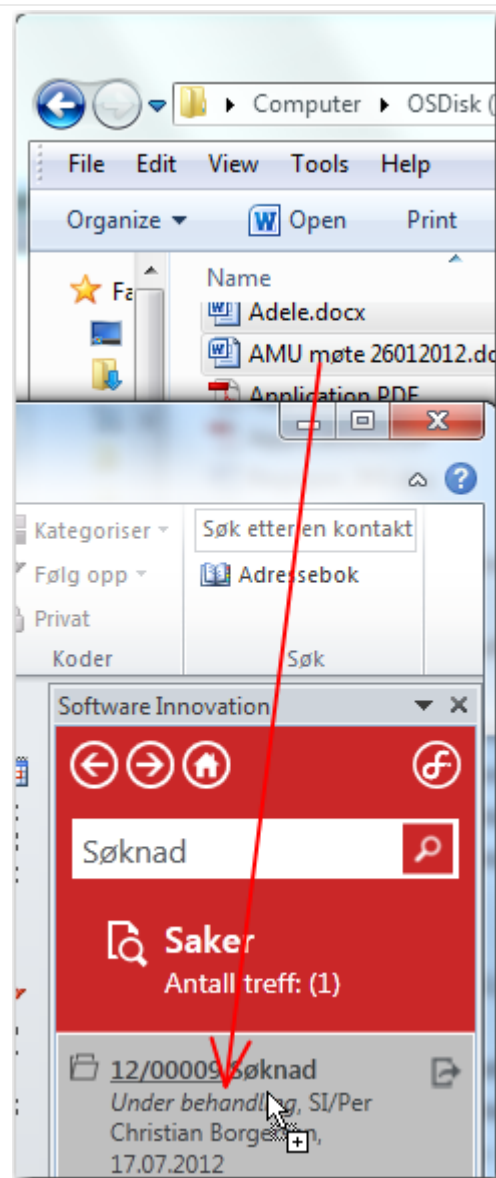 Computer OSDisk (
File Edit View Tools Help
Organize Open Print
Name
Fa
Adele.docx
AMU møte 26012012.do
Application PDF
Kategoriser
Søk etter en kontakt
Følg opp
Adressebok
Privat
Koder
Søk
Software Innovation
Søknad
Saker
Antall treff: (1)
12/00009 Søknad
Under behandling, SI/Per
Christian Borgersen,
17.07.2012